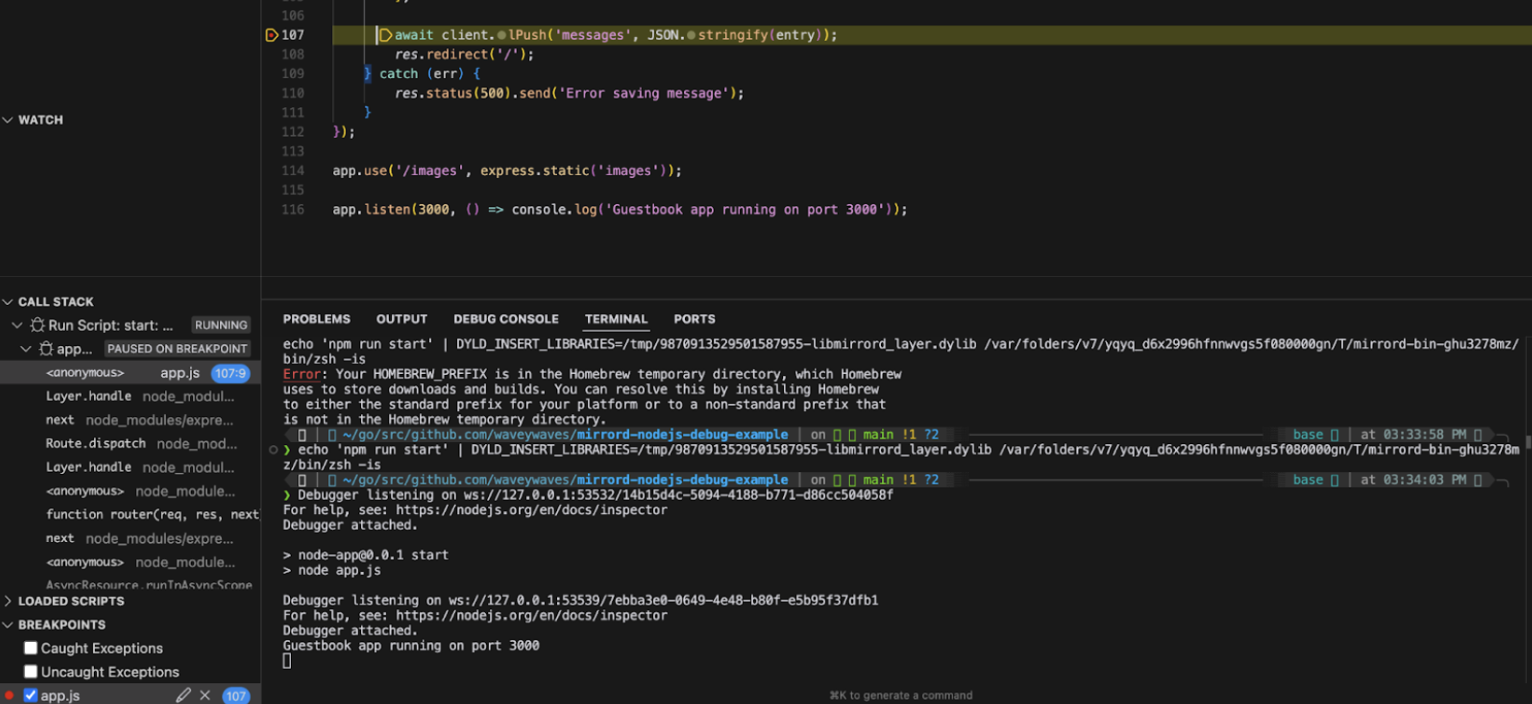 106
107 await client.lPush('messages', JSON.stringify(entry));
108 res.redirect('/');
109 } catch (err) {
110 res.status(500).send('Error saving message');
111 }
112 });
113
114 app.use('/images', express.static('images'));
115
116 app.listen(3000, () => console.log('Guestbook app running on port 3000'));
WATCH
CALL STACK
Run Script: start: ... RUNNING
app... PAUSED ON BREAKPOINT
<anonymous> app.js 107:9
Layer.handle node_modul...
next node_modules/expre...
Route.dispatch node_mod...
Layer.handle node_modul...
<anonymous> node_module...
function router(req, res, next
next node_modules/expre...
<anonymous> node_module...
AsyncResource.runInAsyncScope
LOADED SCRIPTS
BREAKPOINTS
Caught Exceptions
Uncaught Exceptions
app.js 107
PROBLEMS OUTPUT DEBUG CONSOLE TERMINAL PORTS
echo 'npm run start' | DYLD_INSERT_LIBRARIES=/tmp/9870913529501587955-libmirrord_layer.dylib /var/folders/v7/yqyq_d6x2996hfnnwvgs5f080000gn/T/mirrord-bin-ghu3278mz/
bin/zsh -is
Error: Your HOMEBREW_PREFIX is in the Homebrew temporary directory, which Homebrew
uses to store downloads and builds. You can resolve this by installing Homebrew
to either the standard prefix for your platform or to a non-standard prefix that
is not in the Homebrew temporary directory.
~/go/src/github.com/waveywaves/mirrord-nodejs-debug-example | on main !1 ?2 base | at 03:33:58 PM
❯ echo 'npm run start' | DYLD_INSERT_LIBRARIES=/tmp/9870913529501587955-libmirrord_layer.dylib /var/folders/v7/yqyq_d6x2996hfnnwvgs5f080000gn/T/mirrord-bin-ghu3278m
z/bin/zsh -is
~/go/src/github.com/waveywaves/mirrord-nodejs-debug-example | on main !1 ?2 base | at 03:34:03 PM
❯ Debugger listening on ws://127.0.0.1:53532/14b15d4c-5094-4188-b771-d86cc504058f
For help, see: https://nodejs.org/en/docs/inspector
Debugger attached.
> node-app@0.0.1 start
> node app.js
Debugger listening on ws://127.0.0.1:53539/7ebba3e0-0649-4e48-b80f-e5b95f37dfb1
For help, see: https://nodejs.org/en/docs/inspector
Debugger attached.
Guestbook app running on port 3000
⌘K to generate a command